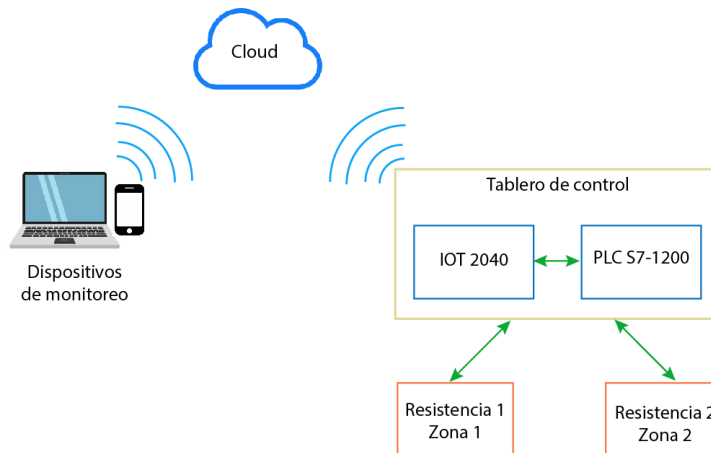 Cloud
Tablero de control
IOT 2040
PLC S7-1200
Dispositivos
de monitoreo
Resistencia 1
Zona 1
Resistencia 2
Zona 2